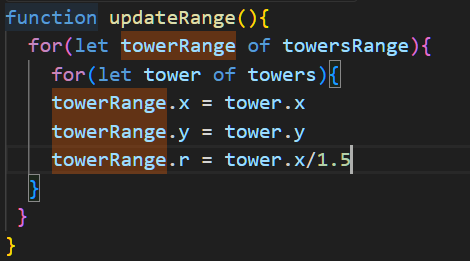 function updateRange(){
for(let towerRange of towersRange){
for(let tower of towers){
towerRange.x = tower.x
towerRange.y = tower.y
towerRange.r = tower.x/1.5
}
}
}